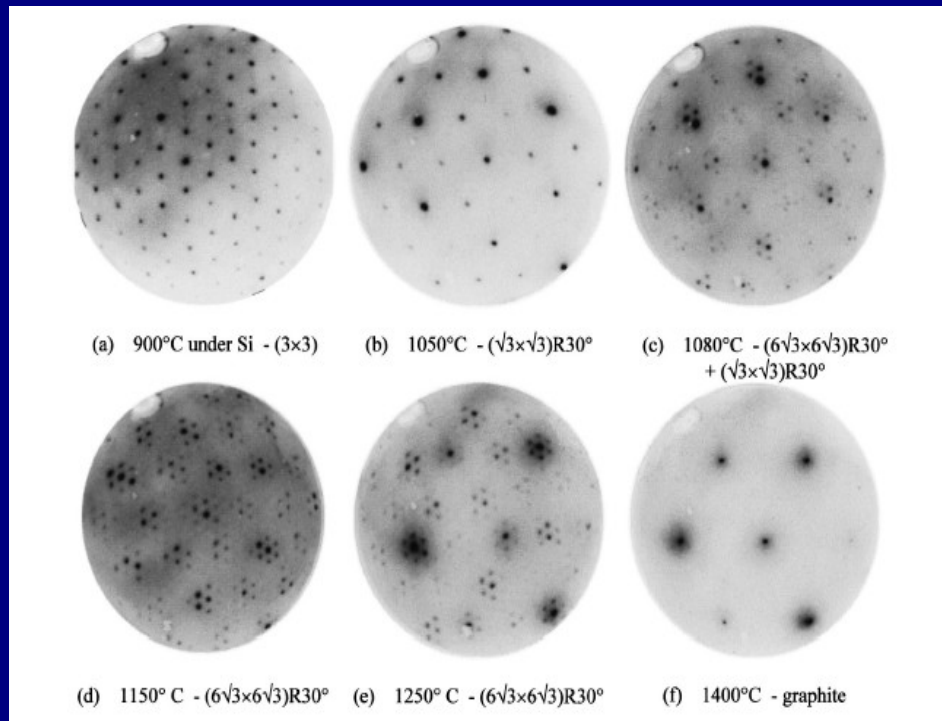 (a) 900°C under Si - (3×3)
(b) 1050°C - (√3×√3)R30°
(c) 1080°C - (6√3×6√3)R30°
+ (√3×√3)R30°
(d) 1150° C - (6√3×6√3)R30°
(e) 1250° C - (6√3×6√3)R30°
(f) 1400°C - graphite